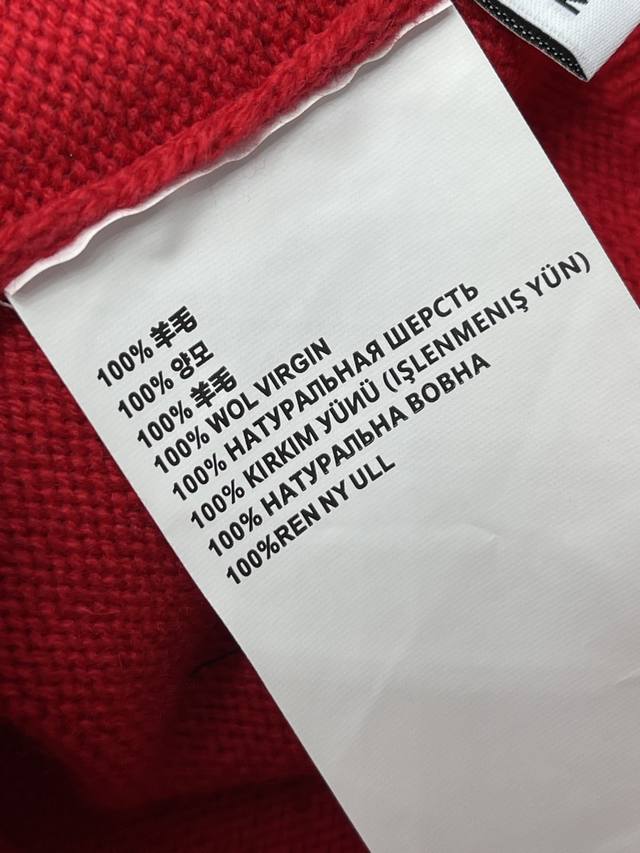 100% 羊毛
100% 양모
100% 羊毛
100% WOL VIRGIN
100% НАТУРАЛЬНАЯ ШЕРСТЬ
100% KIRKIM YÜNÜ (IŞLENMENIŞ YÜN)
100% НАТУРАЛЬНА ВОВНА
100%REN NY ULL